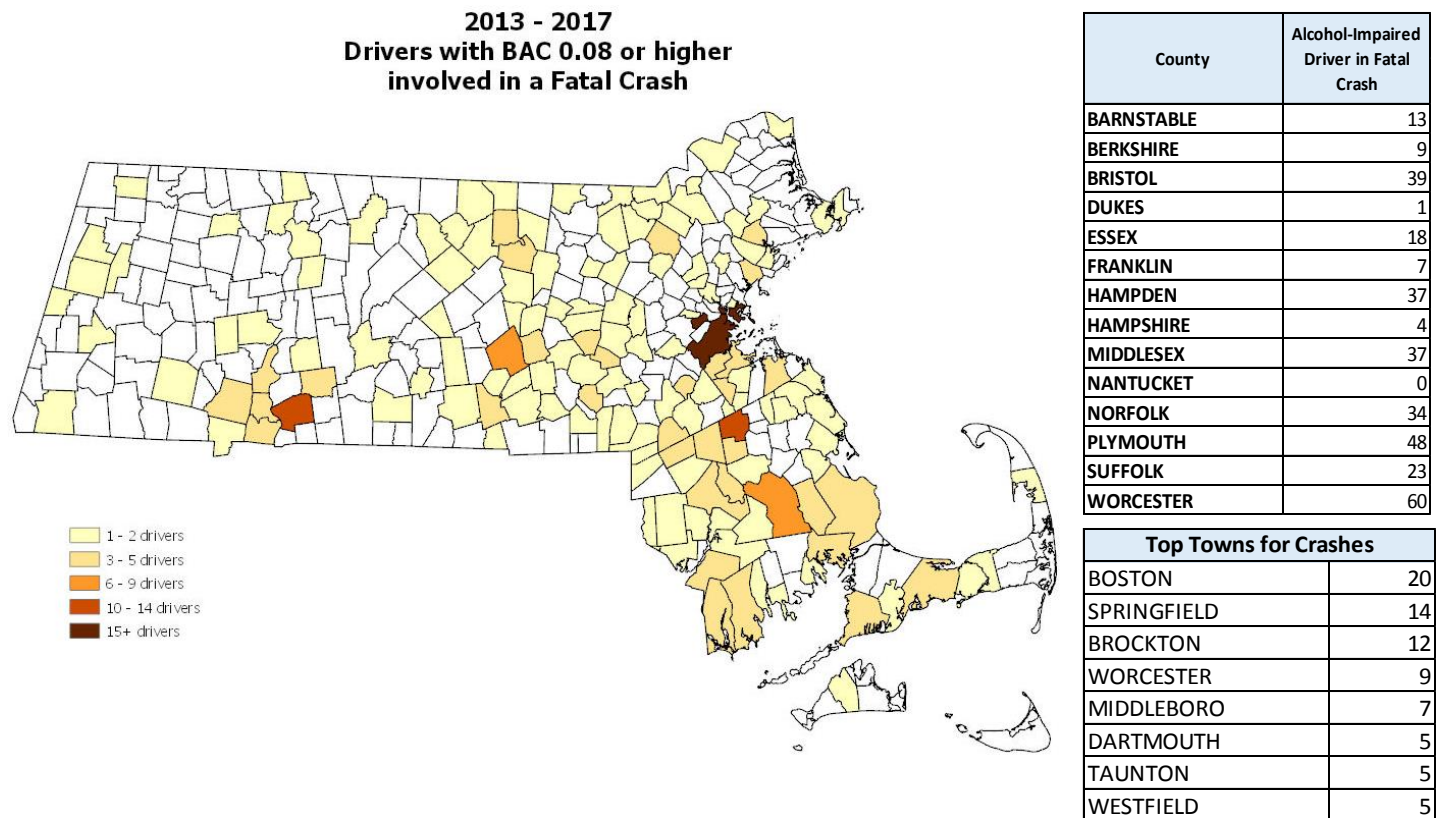 2013 - 2017
Drivers with BAC 0.08 or higher
involved in a Fatal Crash
1 - 2 drivers
3 - 5 drivers
6 - 9 drivers
10 - 14 drivers
15+ drivers
County
Alcohol-Impaired
Driver in Fatal
Crash
BARNSTABLE 13
BERKSHIRE 9
BRISTOL 39
DUKES 1
ESSEX 18
FRANKLIN 7
HAMPDEN 37
HAMPSHIRE 4
MIDDLESEX 37
NANTUCKET 0
NORFOLK 34
PLYMOUTH 48
SUFFOLK 23
WORCESTER 60
Top Towns for Crashes
BOSTON 20
SPRINGFIELD 14
BROCKTON 12
WORCESTER 9
MIDDLEBORO 7
DARTMOUTH 5
TAUNTON 5
WESTFIELD 5